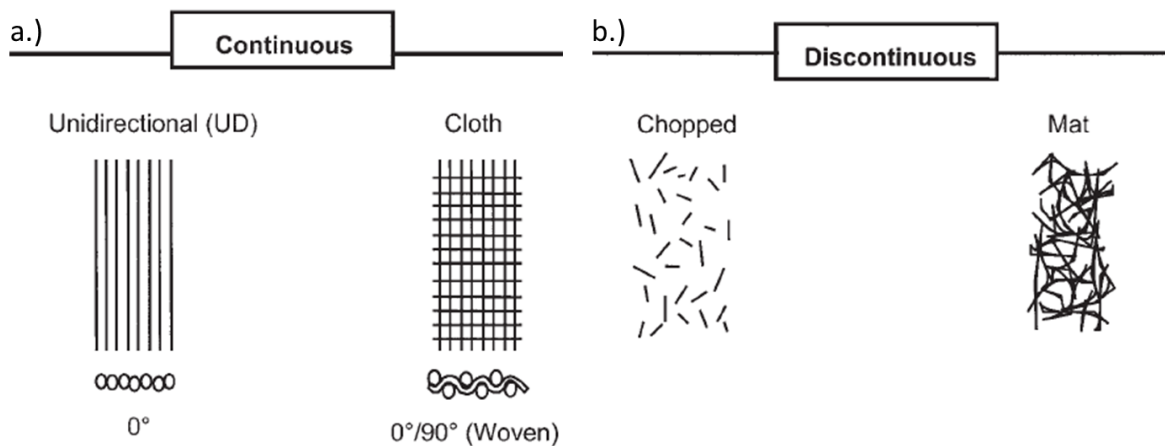 a.)
Continuous
Unidirectional (UD)
Cloth
0°
0°/90° (Woven)
b.)
Discontinuous
Chopped
Mat